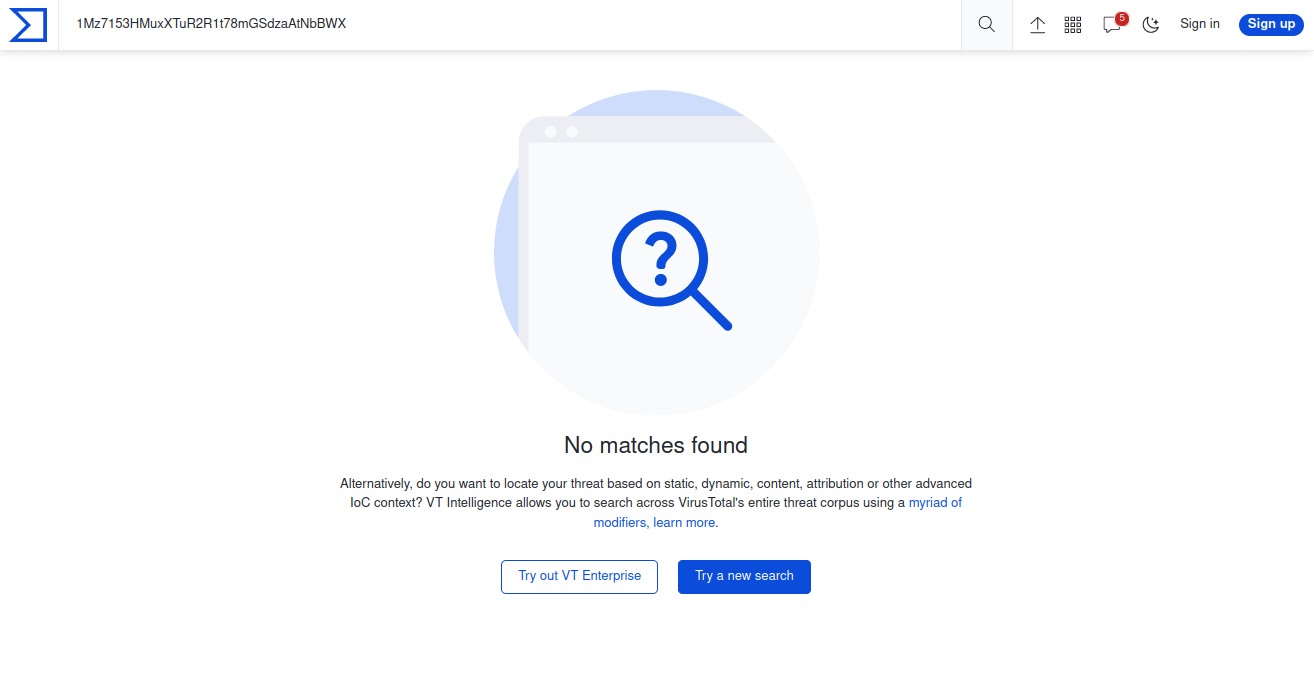 1Mz7153HMuxXTuR2R1t78mGSdzaAtNbBWX
5
Sign in
Sign up
No matches found
Alternatively, do you want to locate your threat based on static, dynamic, content, attribution or other advanced
IoC context? VT Intelligence allows you to search across VirusTotal's entire threat corpus using a myriad of
modifiers, learn more.
Try out VT Enterprise
Try a new search